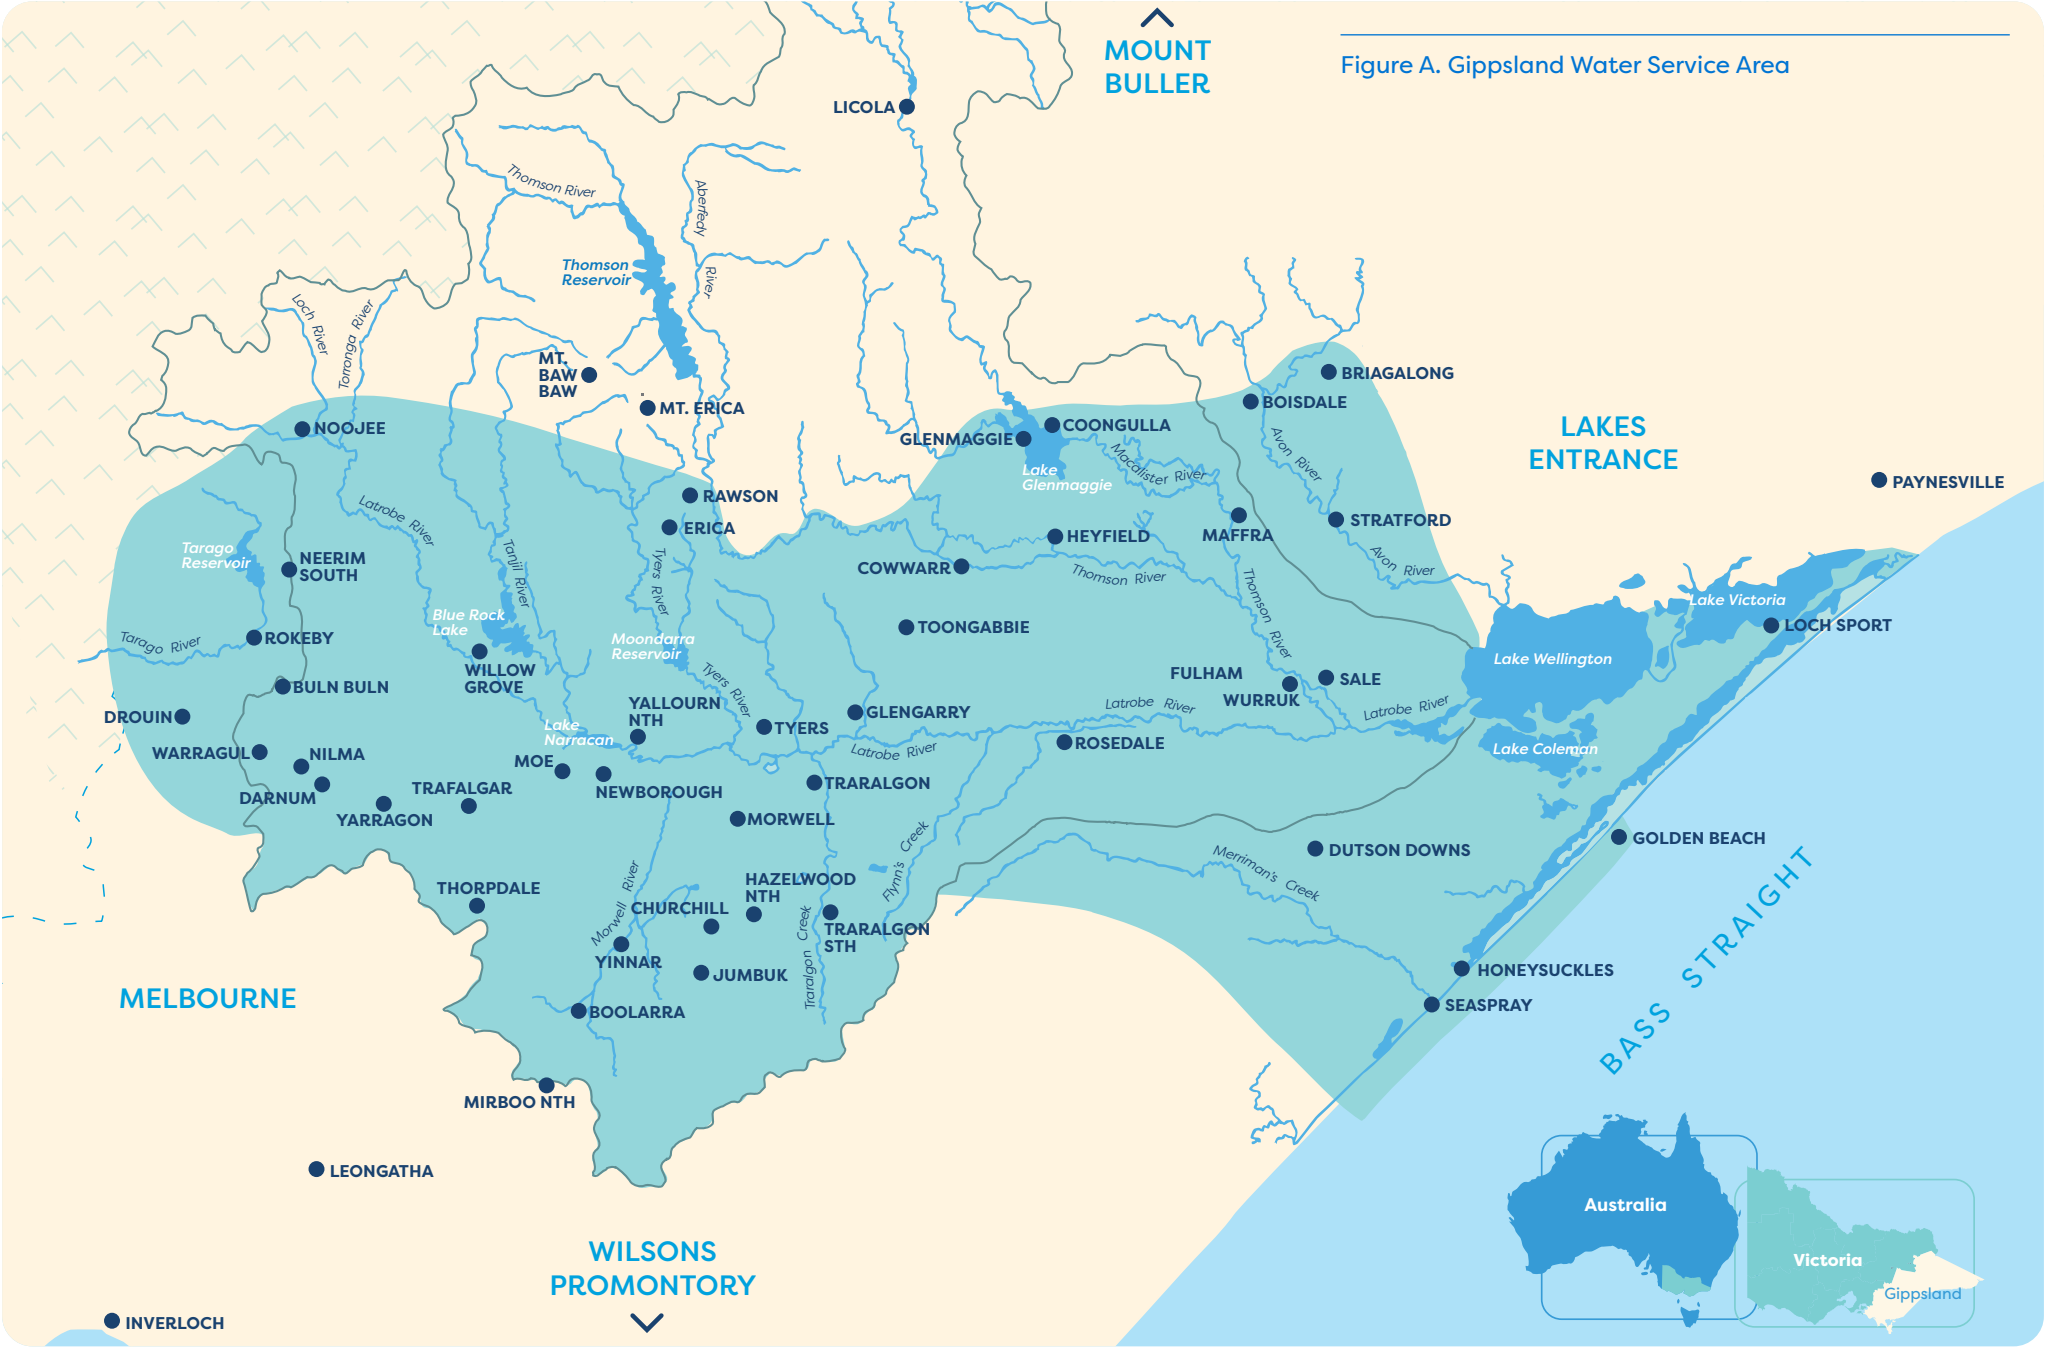 MOUNT
BULLER
Figure A. Gippsland Water Service Area
LICOLA
Thomson River
Aberfedy
River
Thomson
Reservoir
Loch River
Torronga River
MT.
BAW
BAW
MT. ERICA
BRIAGALONG
BOISDALE
NOOJEE
GLENMAGGIE
COONGULLA
Lake
Glenmaggie
Macalister River
Avon River
LAKES
ENTRANCE
PAYNESVILLE
RAWSON
ERICA
Latrobe River
HEYFIELD
MAFFRA
STRATFORD
Avon River
Tarago
Reservoir
NEERIM
SOUTH
Tanjil River
Tyers River
COWWARR
Thomson River
Thomson River
Lake Victoria
LOCH SPORT
Blue Rock
Lake
Tarago River
ROKEBY
TOONGABBIE
Moondarra
Reservoir
WILLOW
GROVE
Tyers River
Lake Wellington
BULN BULN
FULHAM
WURRUK
SALE
YALLOURN
NTH
DROUIN
Lake
Narracan
TYERS
GLENGARRY
Latrobe River
Latrobe River
WARRAGUL
NILMA
MOE
Latrobe River
ROSEDALE
Lake Coleman
DARNUM
TRAFALGAR
NEWBOROUGH
TRARALGON
YARRAGON
MORWELL
GOLDEN BEACH
Flynn's Creek
Merriman's Creek
DUTSON DOWNS
THORPDALE
Morwell River
HAZELWOOD
NTH
CHURCHILL
Traralgon Creek
TRARALGON
STH
YINNAR
JUMBUK
HONEYSUCKLES
MELBOURNE
BOOLARRA
SEASPRAY
BASS STRAIGHT
MIRBOO NTH
LEONGATHA
WILSONS
PROMONTORY
INVERLOCH
Australia
Victoria
Gippsland